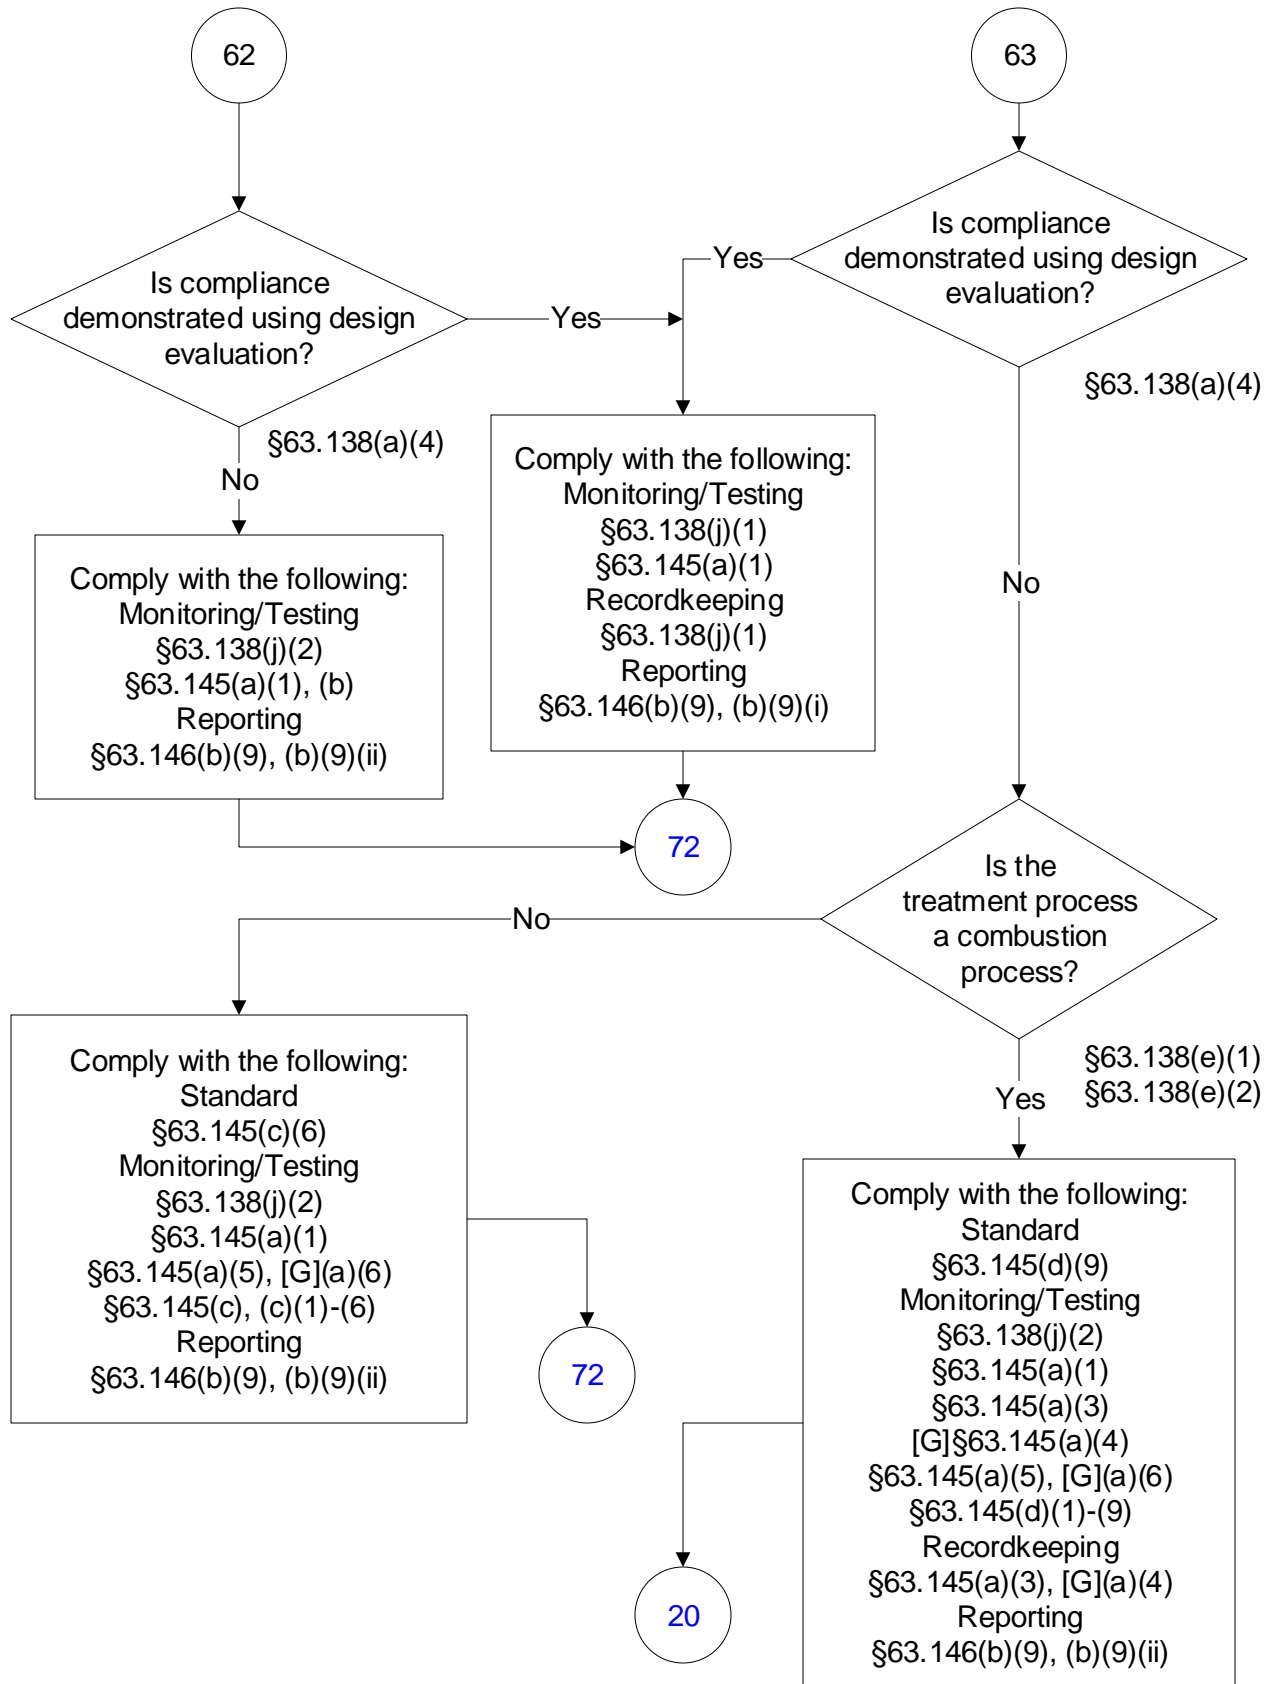 62
63
Is compliance
demonstrated using design
evaluation?
§63.138(a)(4)
Yes
Is compliance
demonstrated using design
evaluation?
§63.138(a)(4)
Yes
No
Comply with the following:
Monitoring/Testing
§63.138(j)(2)
§63.145(a)(1), (b)
Reporting
§63.146(b)(9), (b)(9)(ii)
Comply with the following:
Monitoring/Testing
§63.138(j)(1)
§63.145(a)(1)
Recordkeeping
§63.138(j)(1)
Reporting
§63.146(b)(9), (b)(9)(i)
72
No
Is the
treatment process
a combustion
process?
§63.138(e)(1)
§63.138(e)(2)
No
Yes
Comply with the following:
Standard
§63.145(c)(6)
Monitoring/Testing
§63.138(j)(2)
§63.145(a)(1)
§63.145(a)(5), [G](a)(6)
§63.145(c), (c)(1)-(6)
Reporting
§63.146(b)(9), (b)(9)(ii)
72
Comply with the following:
Standard
§63.145(d)(9)
Monitoring/Testing
§63.138(j)(2)
§63.145(a)(1)
§63.145(a)(3)
[G]§63.145(a)(4)
§63.145(a)(5), [G](a)(6)
§63.145(d)(1)-(9)
Recordkeeping
§63.145(a)(3), [G](a)(4)
Reporting
§63.146(b)(9), (b)(9)(ii)
20